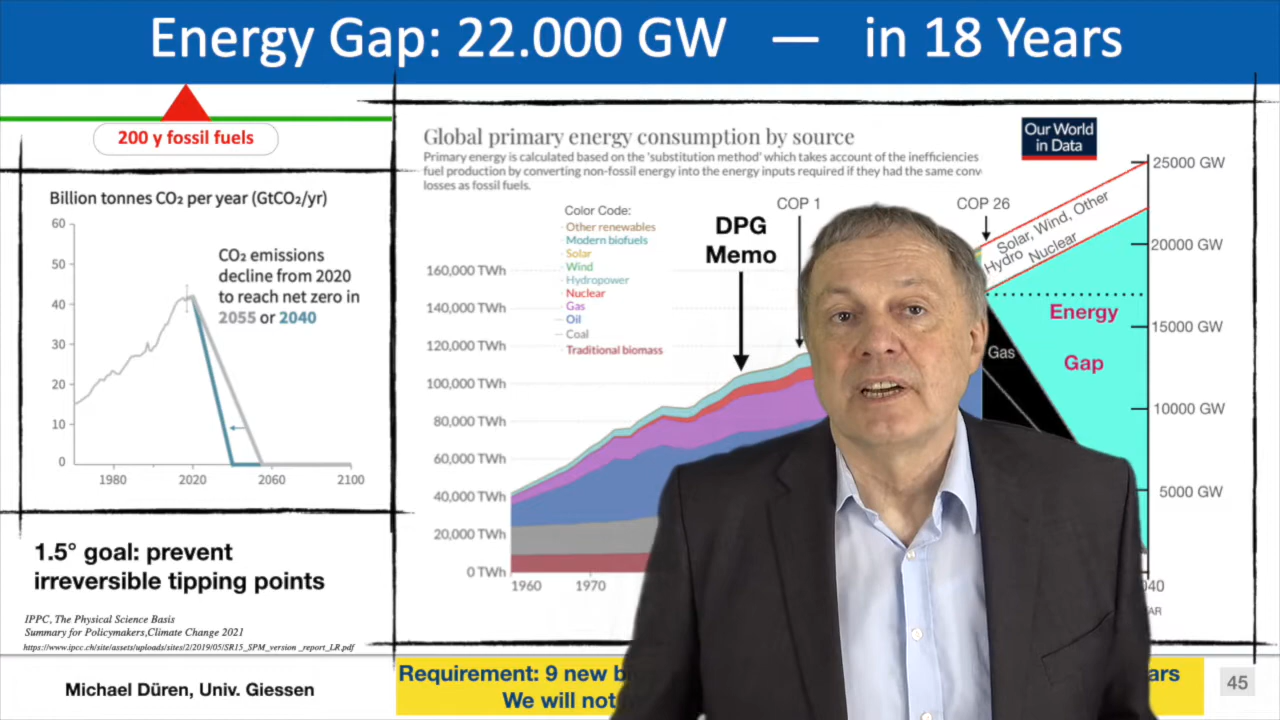 Energy Gap: 22.000 GW — in 18 Years
200 y fossil fuels
Billion tonnes CO₂ per year (GtCO₂/yr)
60
50
40
30
20
10
0
CO₂ emissions
decline from 2020
to reach net zero in
2055 or 2040
1980
2020
2060
2100
1.5° goal: prevent
irreversible tipping points
IPPC, The Physical Science Basis
Summary for Policymakers,Climate Change 2021
https://www.ipcc.ch/site/assets/uploads/sites/2/2019/05/SR15_SPM_version _report_LR.pdf
Michael Düren, Univ. Giessen
Global primary energy consumption by source
Primary energy is calculated based on the 'substitution method' which takes account of the inefficiencies
fuel production by converting non-fossil energy into the energy inputs required if they had the same conv
losses as fossil fuels.
Our World
in Data
Color Code:
Other renewables
Modern biofuels
Solar
Wind
Hydropower
Nuclear
Gas
Oil
Coal
Traditional biomass
DPG
Memo
COP 1
COP 26
160,000 TWh
140,000 TWh
120,000 TWh
100,000 TWh
80,000 TWh
60,000 TWh
40,000 TWh
20,000 TWh
0 TWh
1960
1970
Solar, Wind, Other
Hydro
Nuclear
Energy
Gap
Gas
25000 GW
20000 GW
15000 GW
10000 GW
5000 GW
040
AR
Requirement: 9 new b
ars
We will not
45